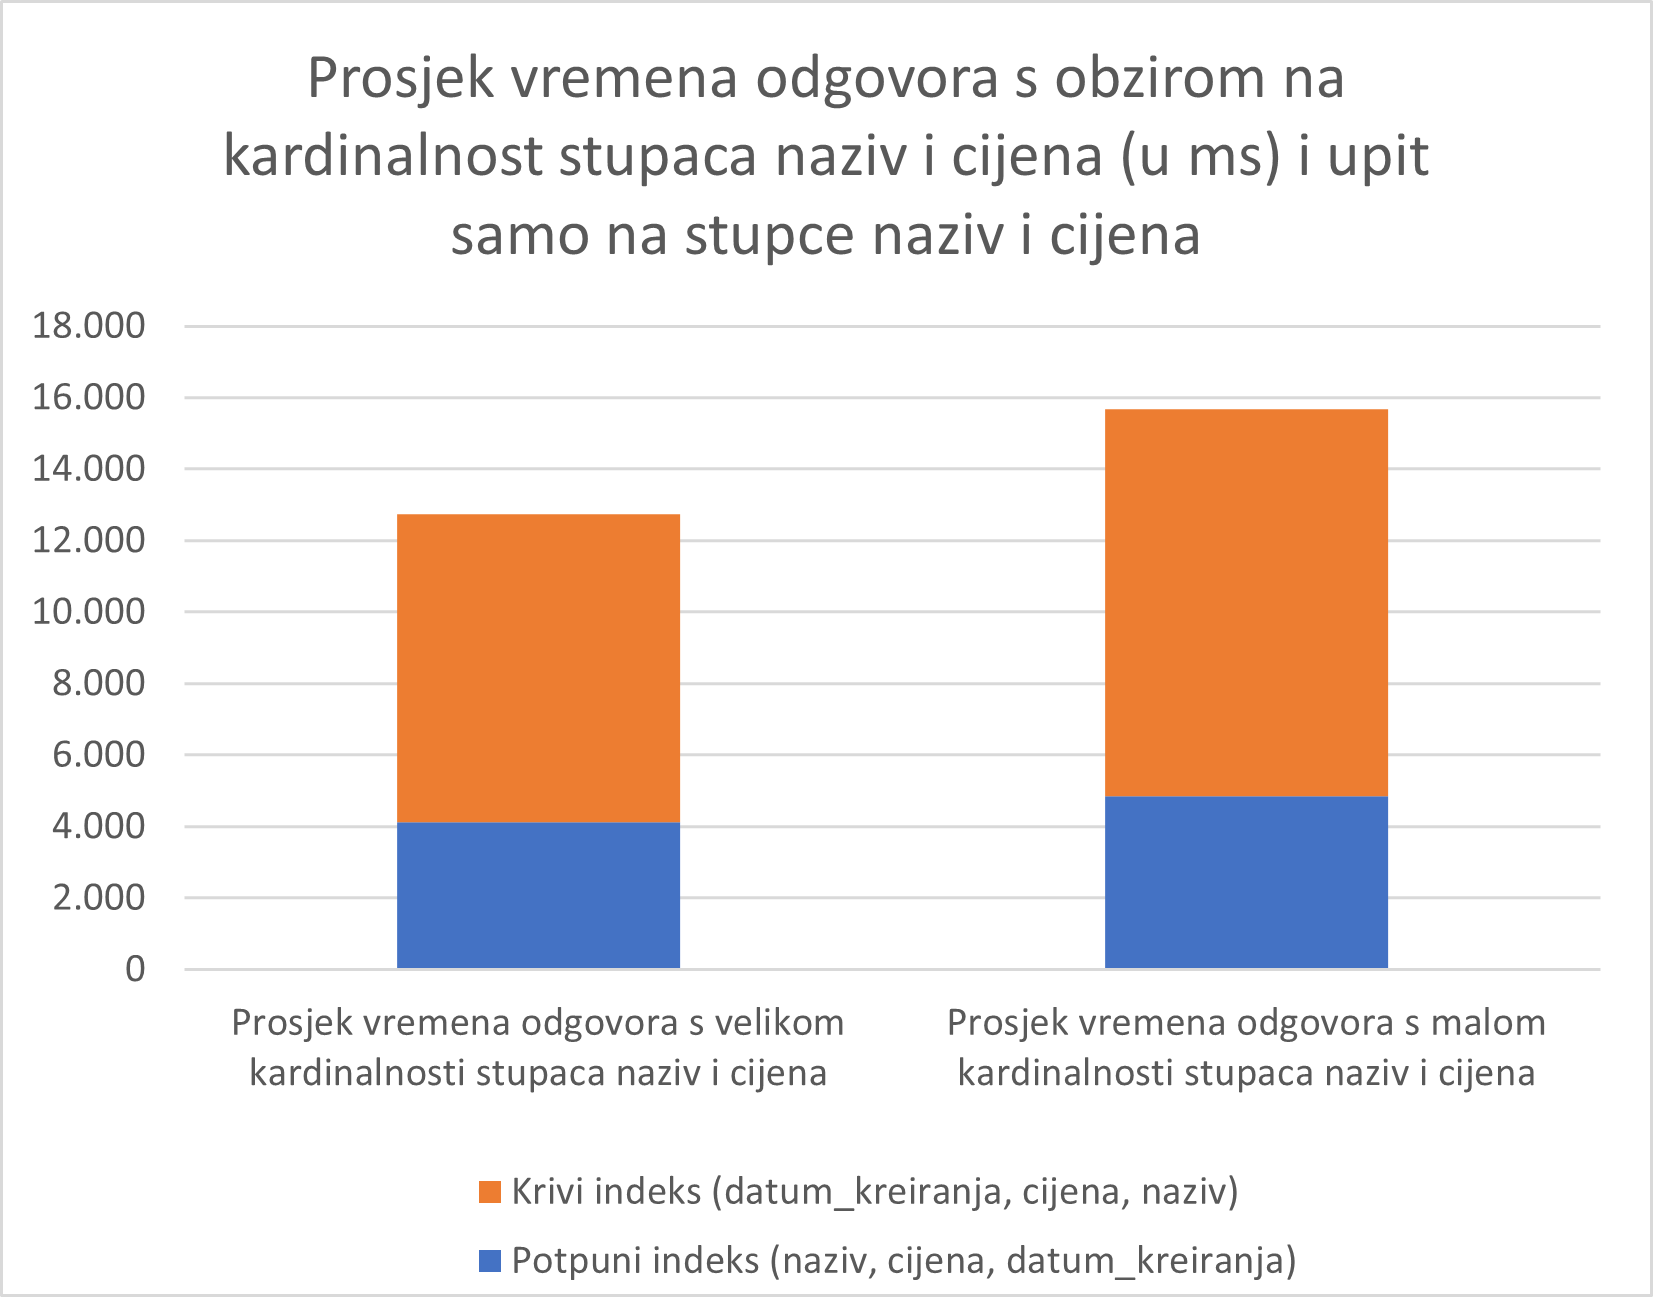 Prosjek vremena odgovora s obzirom na
kardinalnost stupaca naziv i cijena (u ms) i upit
samo na stupce naziv i cijena
18.000
16.000
14.000
12.000
10.000
8.000
6.000
4.000
2.000
0
Prosjek vremena odgovora s velikom
kardinalnosti stupaca naziv i cijena
Prosjek vremena odgovora s malom
kardinalnosti stupaca naziv i cijena
Krivi indeks (datum_kreiranja, cijena, naziv)
Potpuni indeks (naziv, cijena, datum_kreiranja)